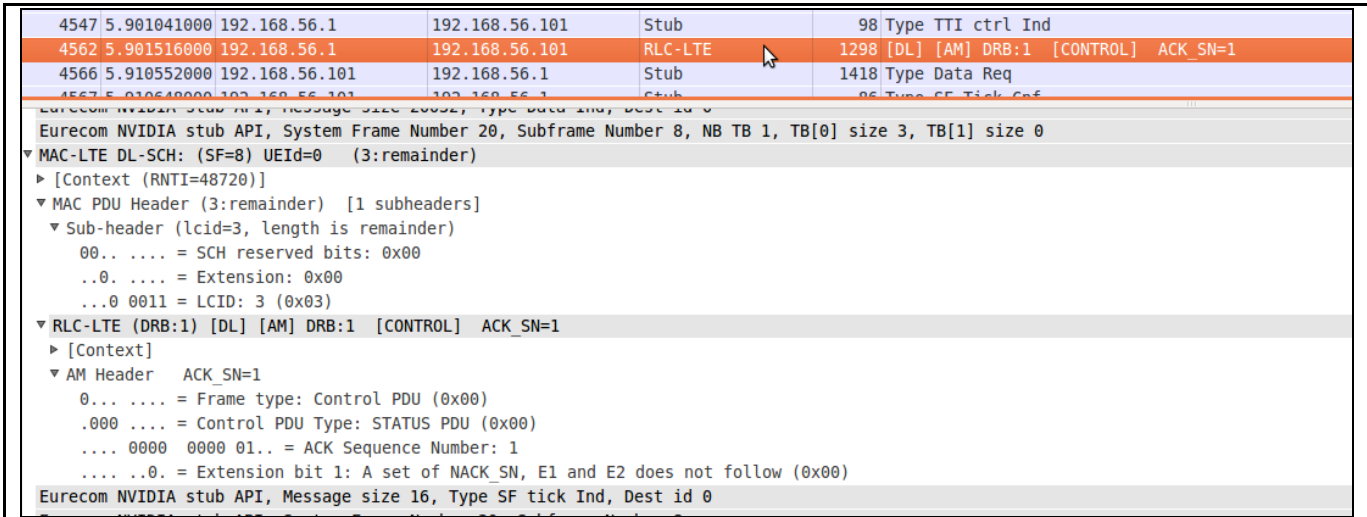 4547 5.901041000 192.168.56.1 192.168.56.101 Stub 98 Type TTI ctrl Ind
4562 5.901516000 192.168.56.1 192.168.56.101 RLC-LTE 1298 [DL] [AM] DRB:1 [CONTROL] ACK_SN=1
4566 5.910552000 192.168.56.101 192.168.56.1 Stub 1418 Type Data Req
Eurecom NVIDIA stub API, System Frame Number 20, Subframe Number 8, NB TB 1, TB[0] size 3, TB[1] size 0
MAC-LTE DL-SCH: (SF=8) UEId=0 (3:remainder)
[Context (RNTI=48720)]
MAC PDU Header (3:remainder) [1 subheaders]
Sub-header (lcid=3, length is remainder)
00.. .... = SCH reserved bits: 0x00
..0. .... = Extension: 0x00
...0 0011 = LCID: 3 (0x03)
RLC-LTE (DRB:1) [DL] [AM] DRB:1 [CONTROL] ACK_SN=1
[Context]
AM Header ACK_SN=1
0... .... = Frame type: Control PDU (0x00)
.000 .... = Control PDU Type: STATUS PDU (0x00)
.... 0000 0000 01.. = ACK Sequence Number: 1
.... ..0. = Extension bit 1: A set of NACK_SN, E1 and E2 does not follow (0x00)
Eurecom NVIDIA stub API, Message size 16, Type SF tick Ind, Dest id 0